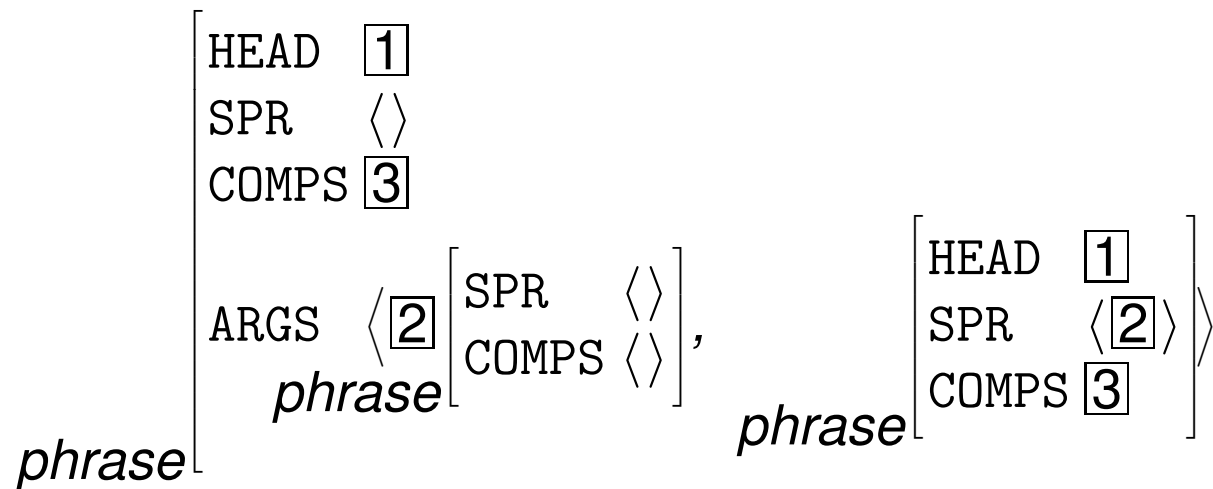 HEAD 1
SPR ⟨⟩
COMPS 3
ARGS ⟨ 2 phrase [ SPR ⟨⟩
COMPS ⟨⟩ ] , phrase [ HEAD 1
SPR ⟨ 2 ⟩
COMPS 3 ] ⟩
phrase